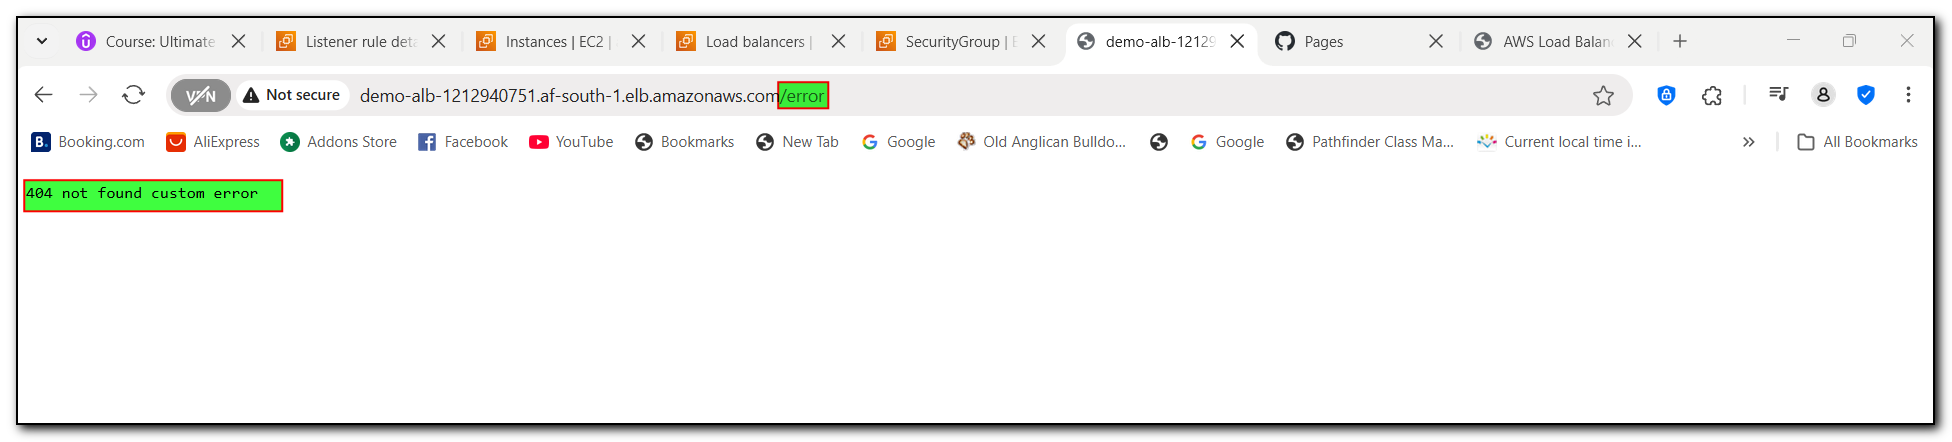 Course: Ultimate
Listener rule deta
Instances | EC2 |
Load balancers |
SecurityGroup | E
demo-alb-12129
Pages
AWS Load Balan
VPN
Not secure
demo-alb-1212940751.af-south-1.elb.amazonaws.com/error
B. Booking.com
AliExpress
Addons Store
Facebook
YouTube
Bookmarks
New Tab
Google
Old Anglican Bulldo...
Google
Pathfinder Class Ma...
Current local time i...
All Bookmarks
404 not found custom error